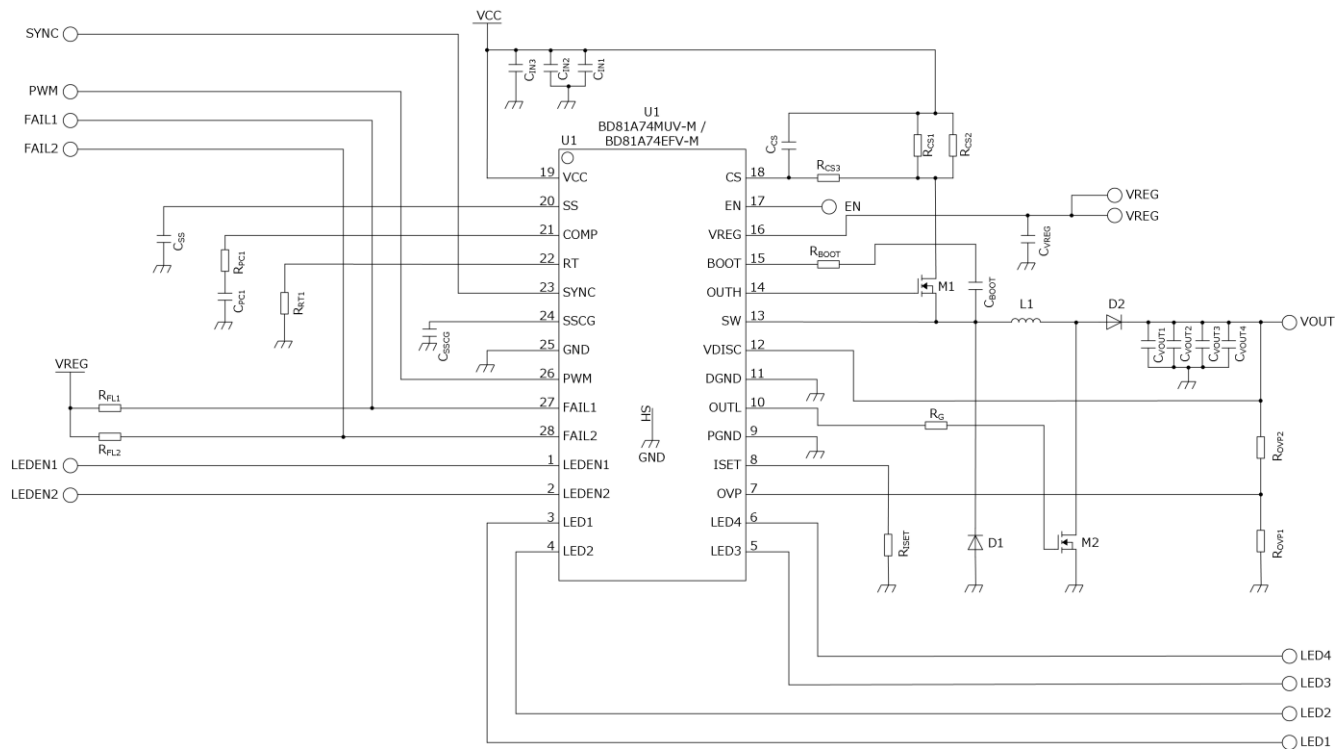 VCC
SYNC
CIN3
CIN2
CIN1
PWM
FAIL1
FAIL2
U1
BD81A74MUV-M /
BD81A74EFV-M
U1
CCS
RCS1
RCS2
RCS3
19 VCC
CS 18
20 SS
EN 17
EN
21 COMP
VREG 16
22 RT
BOOT 15
23 SYNC
OUTH 14
24 SSCG
SW 13
25 GND
VDISC 12
26 PWM
DGND 11
27 FAIL1
OUTL 10
28 FAIL2
PGND 9
1 LEDEN1
ISET 8
2 LEDEN2
OVP 7
3 LED1
LED4 6
4 LED2
LED3 5
HS
GND
VREG
VREG
CVREG
RBOOT
CBOOT
M1
L1
D2
VOUT
CVOUT1
CVOUT2
CVOUT3
CVOUT4
CSS
RPC1
CPC1
RRT1
CSSCG
VREG
RFL1
RFL2
LEDEN1
LEDEN2
RG
ROVP2
RISET
D1
M2
ROVP1
LED4
LED3
LED2
LED1